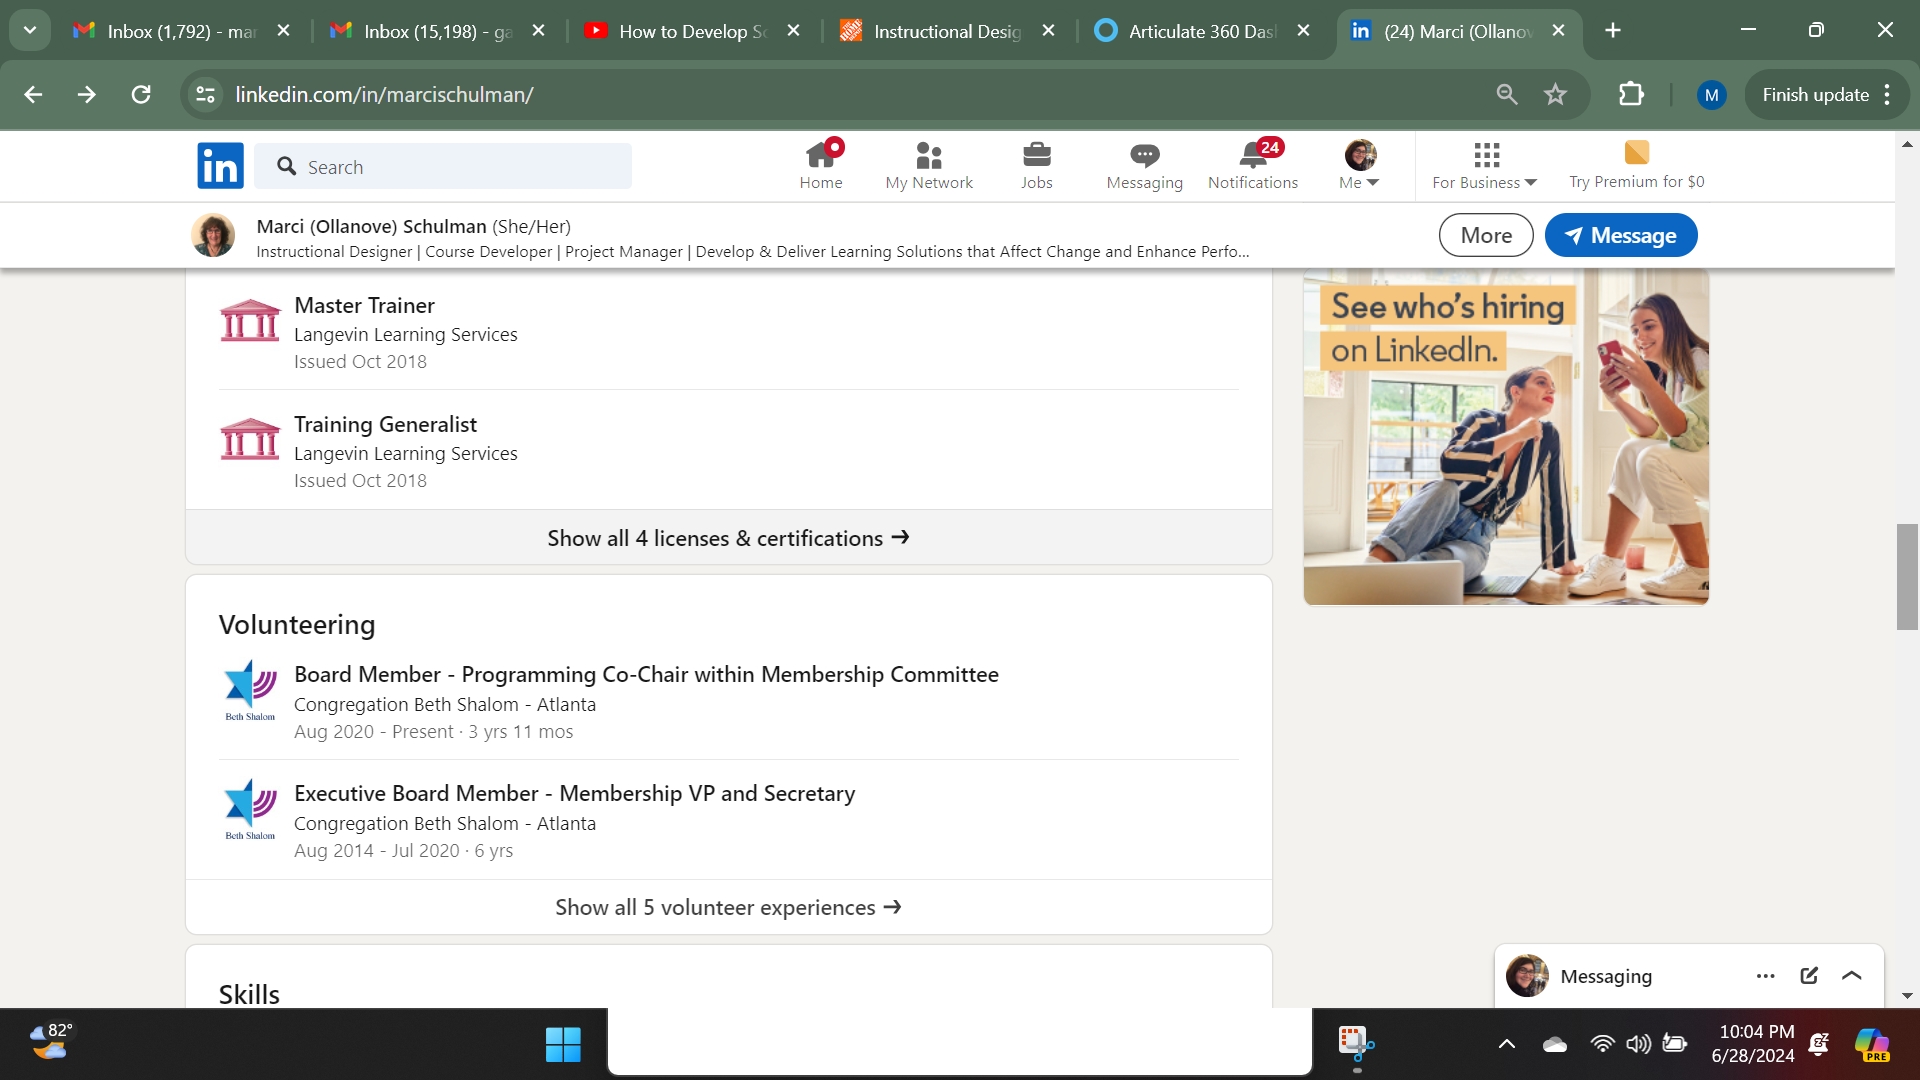 Inbox (1,792) - mar
Inbox (15,198) - ga
How to Develop Sc
Instructional Desig
Articulate 360 Dasl
(24) Marci (Ollanov
linkedin.com/in/marcischulman/
M
Finish update
in
Search
Home
My Network
Jobs
Messaging
24
Notifications
Me
For Business
Try Premium for $0
Marci (Ollanove) Schulman (She/Her)
Instructional Designer | Course Developer | Project Manager | Develop & Deliver Learning Solutions that Affect Change and Enhance Perfo...
More
Message
Master Trainer
Langevin Learning Services
Issued Oct 2018
Training Generalist
Langevin Learning Services
Issued Oct 2018
Show all 4 licenses & certifications →
See who's hiring
on LinkedIn.
Volunteering
Board Member - Programming Co-Chair within Membership Committee
Beth Shalom
Congregation Beth Shalom - Atlanta
Aug 2020 - Present · 3 yrs 11 mos
Executive Board Member - Membership VP and Secretary
Beth Shalom
Congregation Beth Shalom - Atlanta
Aug 2014 - Jul 2020 · 6 yrs
Show all 5 volunteer experiences →
Skills
Messaging
82°
10:04 PM
6/28/2024
PRE